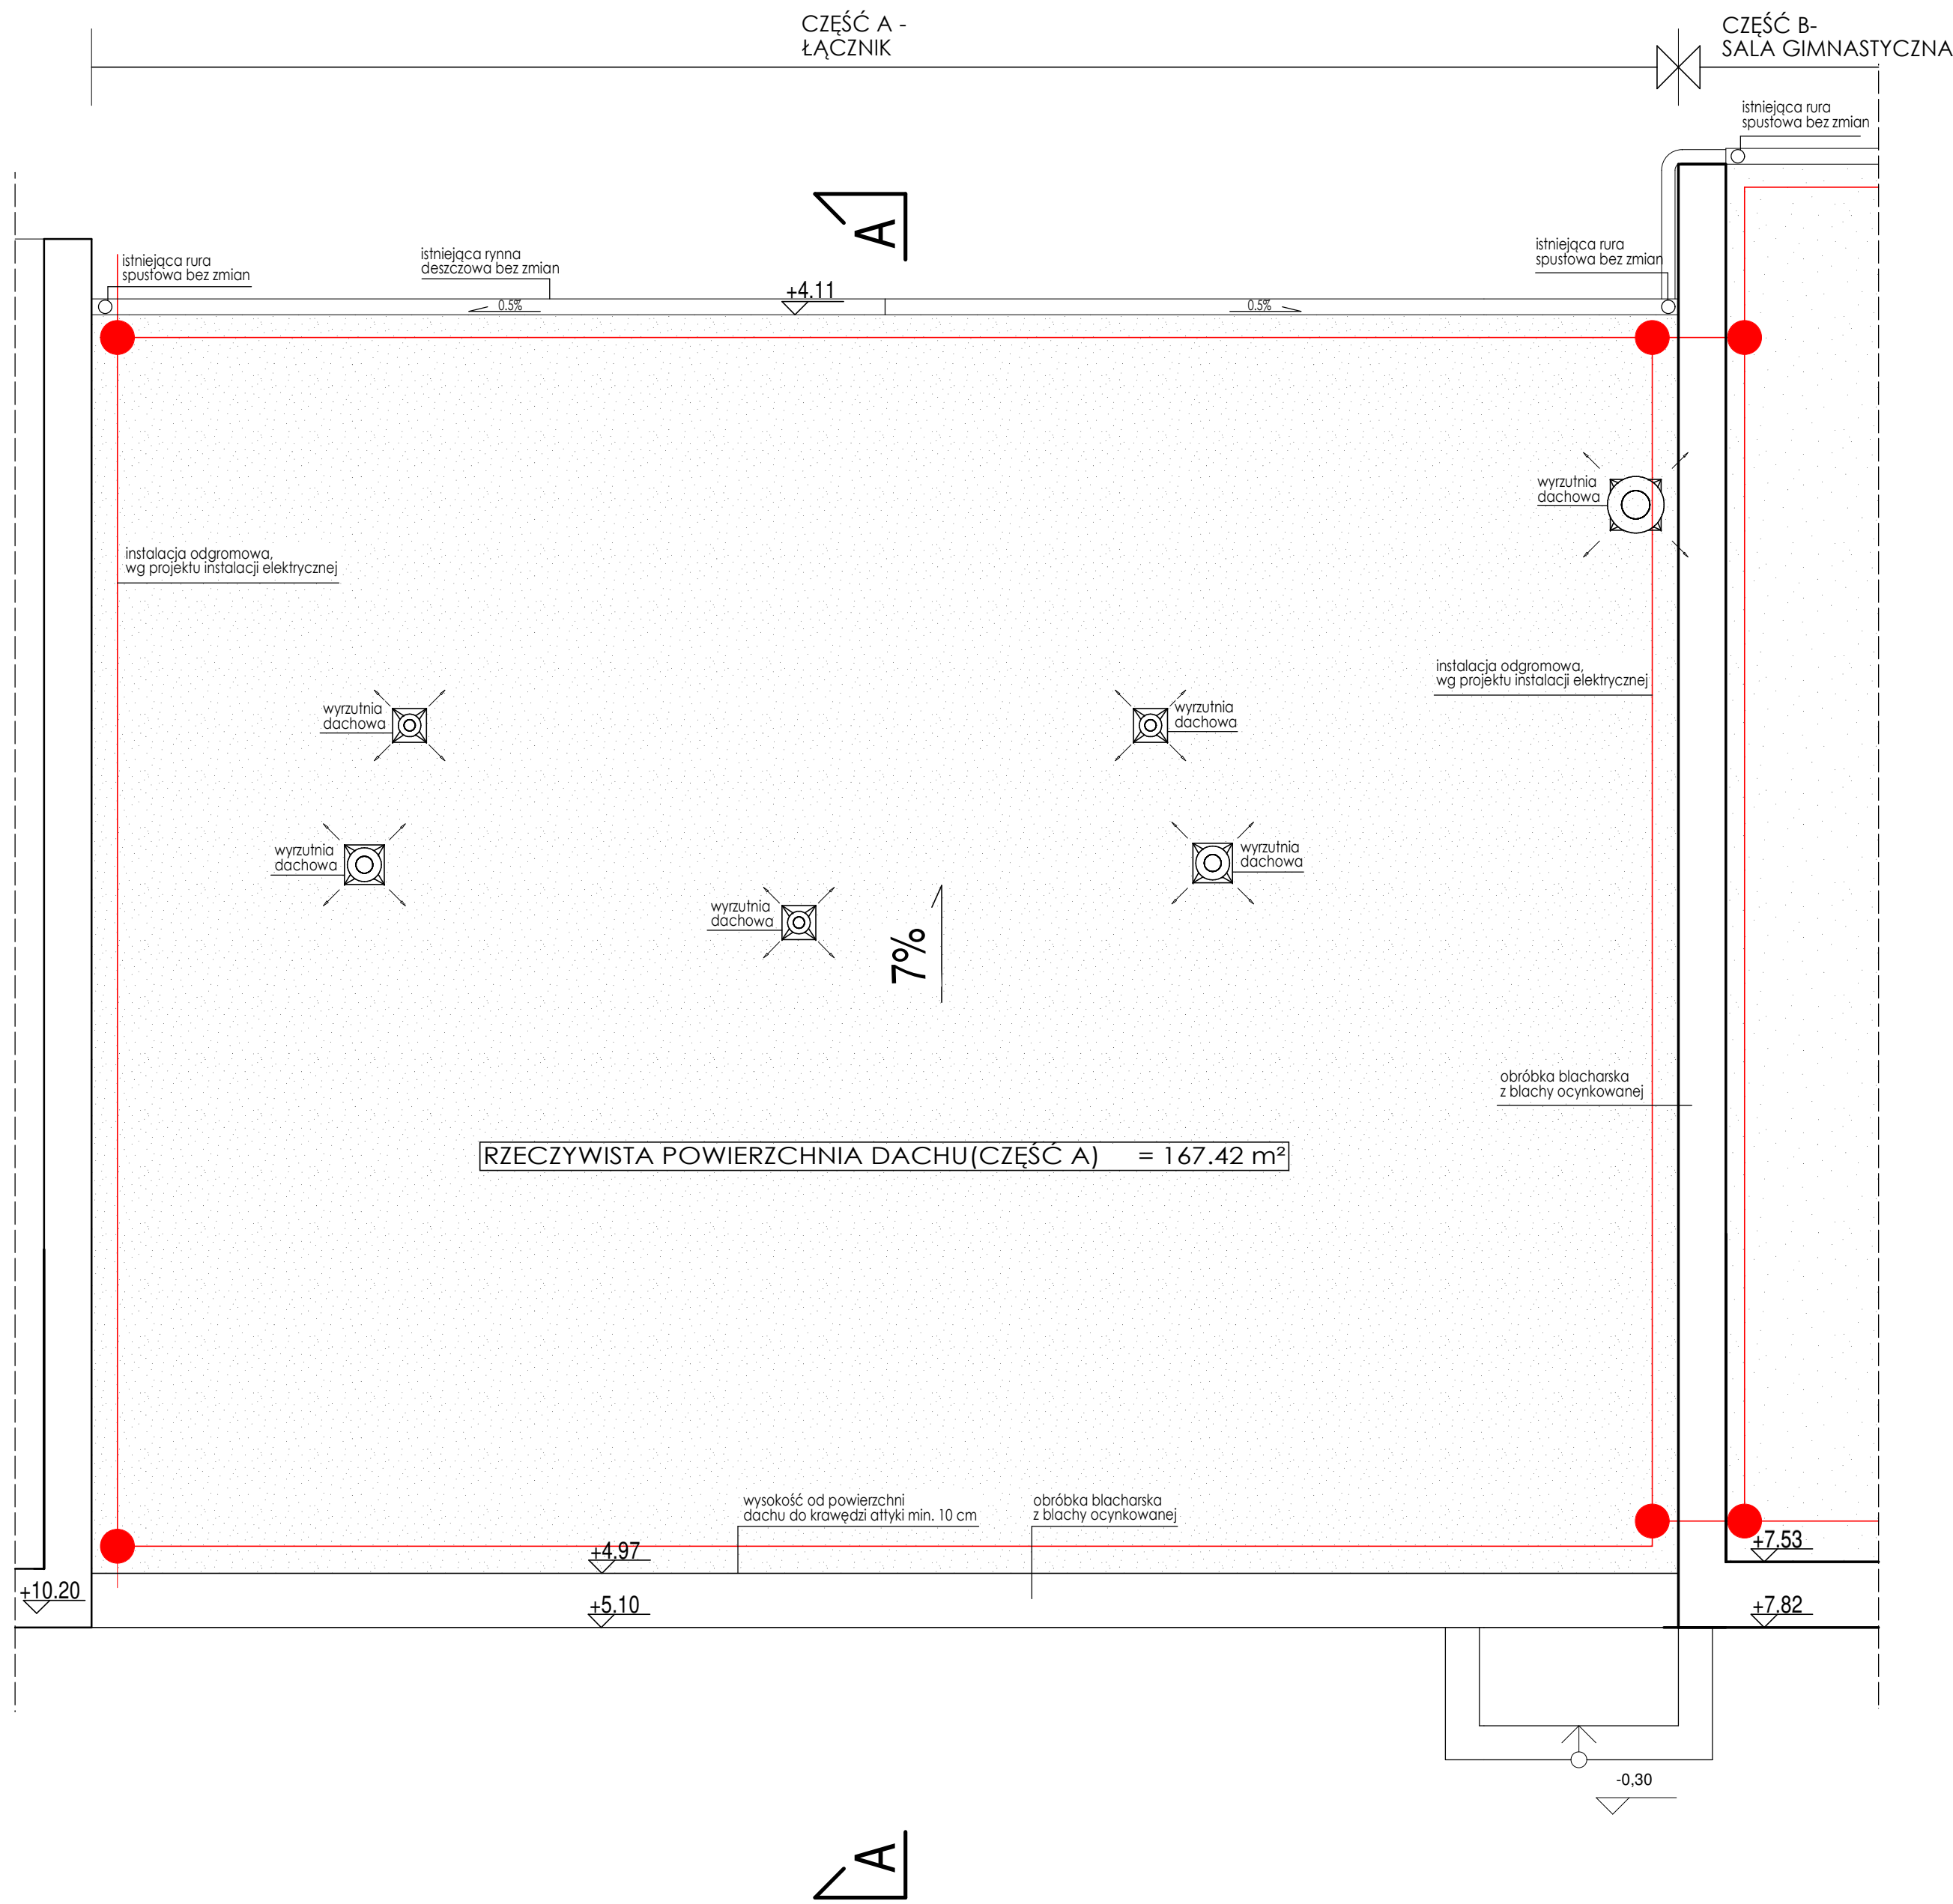 CZĘŚĆ A -
ŁĄCZNIK
CZĘŚĆ B-
SALA GIMNASTYCZNA
istniejąca rura
spustowa bez zmian
A
istniejąca rura
spustowa bez zmian
istniejąca rynna
deszczowa bez zmian
istniejąca rura
spustowa bez zmian
+4.11
0.5%
0.5%
wyrzutnia
dachowa
instalacja odgromowa,
wg projektu instalacji elektrycznej
instalacja odgromowa,
wg projektu instalacji elektrycznej
wyrzutnia
dachowa
wyrzutnia
dachowa
wyrzutnia
dachowa
wyrzutnia
dachowa
wyrzutnia
dachowa
7%
obróbka blacharska
z blachy ocynkowanej
RZECZYWISTA POWIERZCHNIA DACHU(CZĘŚĆ A) = 167.42 m²
wysokość od powierzchni
dachu do krawędzi attyki min. 10 cm
obróbka blacharska
z blachy ocynkowanej
+4.97
+7.53
+10.20
+5.10
+7.82
-0,30
A